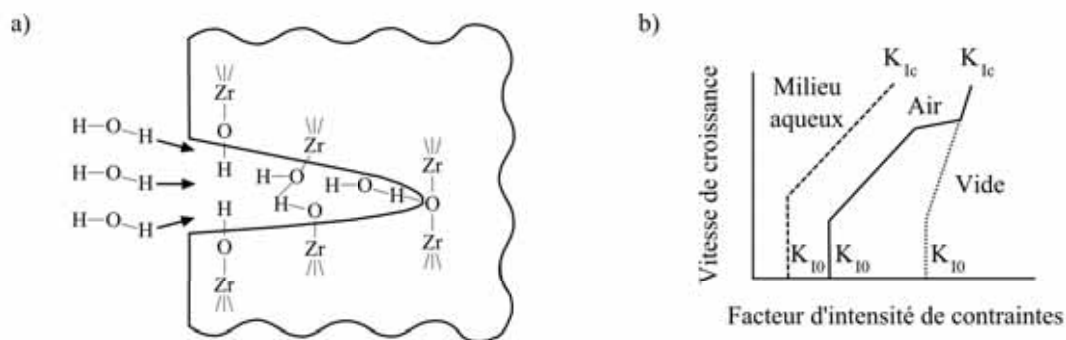 a)
Zr
O
H
H-O-H
H-O-H
H-O-H
Zr
H-O
H
O
Zr
H-O-H
Zr
O
Zr
H
O
Zr
b)
Vitesse de croissance
Milieu
aqueux
K_Ic
Air
K_Ic
Vide
K_I0
K_I0
K_I0
Facteur d'intensité de contraintes